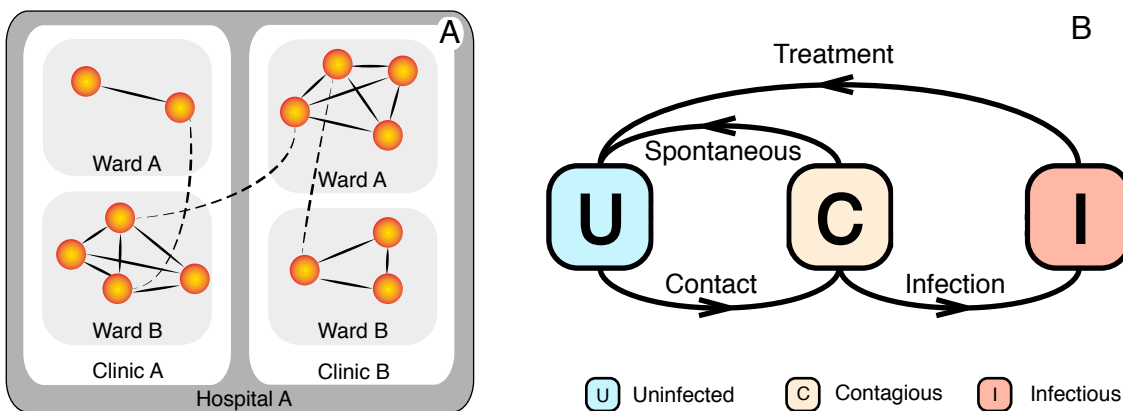 A
Ward A
Ward A
Ward B
Ward B
Clinic A
Clinic B
Hospital A
B
Treatment
Spontaneous
U
C
I
Contact
Infection
U Uninfected
C Contagious
I Infectious